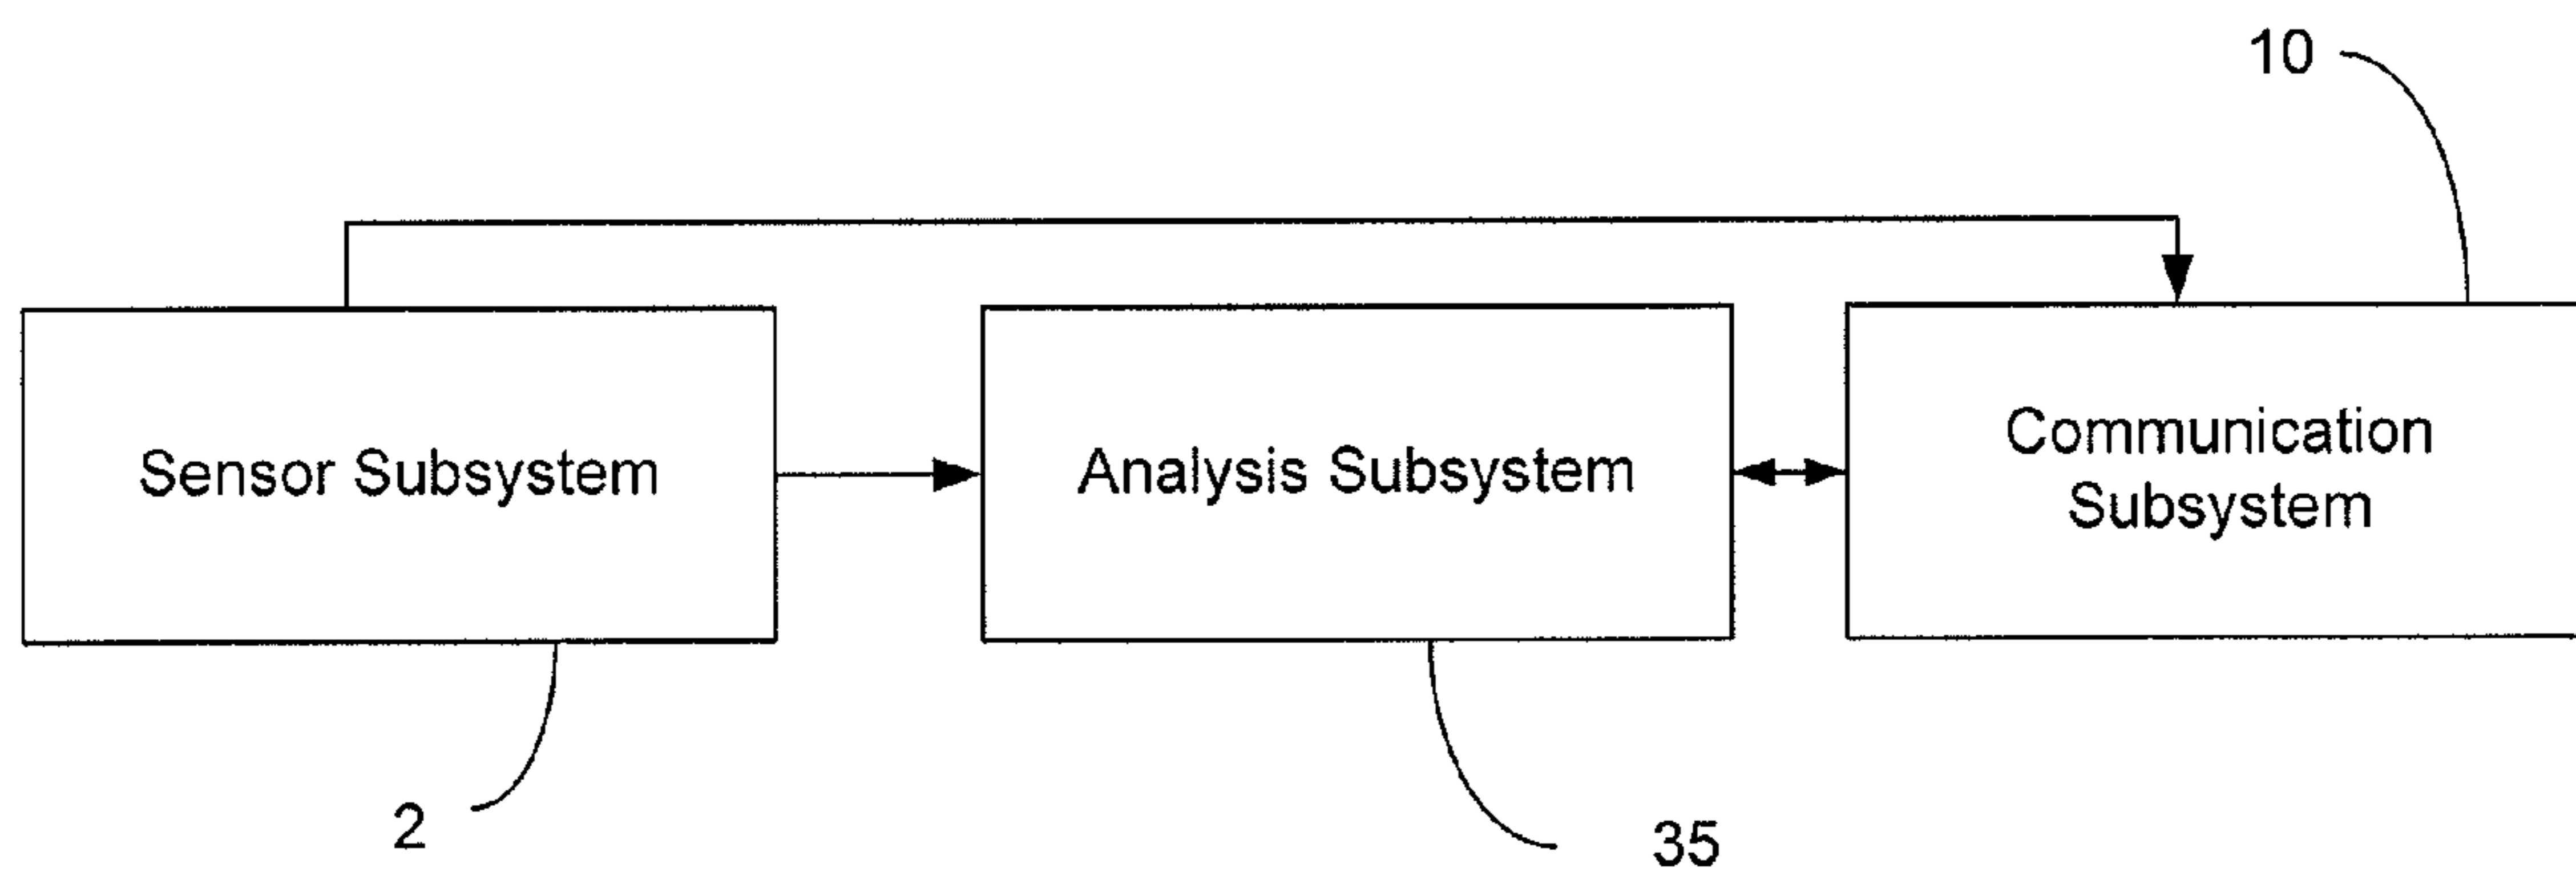 10
Sensor Subsystem
Analysis Subsystem
Communication
Subsystem
2
35